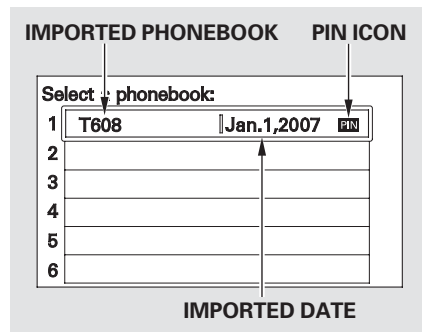 IMPORTED PHONEBOOK PIN ICON
Select a phonebook:
1 T608 Jan.1,2007 PIN
2
3
4
5
6
IMPORTED DATE